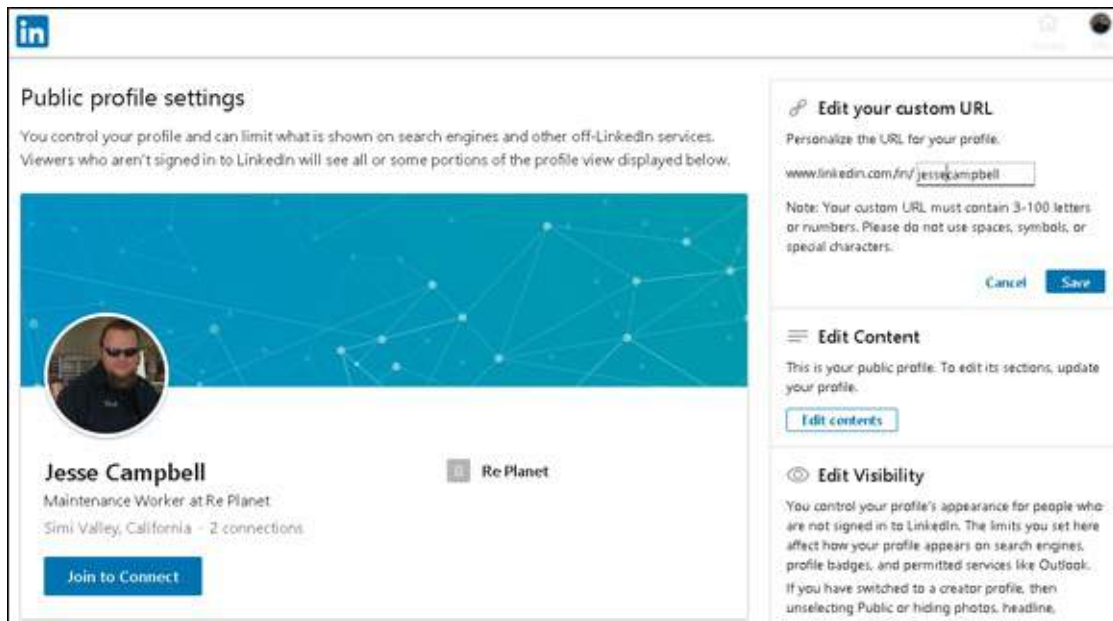 in
Public profile settings
You control your profile and can limit what is shown on search engines and other off-LinkedIn services.
Viewers who aren't signed in to LinkedIn will see all or some portions of the profile view displayed below.
Jesse Campbell
Maintenance Worker at Re Planet
Simi Valley, California - 2 connections
Join to Connect
Re Planet
Edit your custom URL
Personalize the URL for your profile.
www.linkedin.com/in/ jessecampbell
Note: Your custom URL must contain 3-100 letters
or numbers. Please do not use spaces, symbols, or
special characters.
Cancel Save
Edit Content
This is your public profile. To edit its sections, update
your profile.
Edit contents
Edit Visibility
You control your profile's appearance for people who
are not signed in to LinkedIn. The limits you set here
affect how your profile appears on search engines,
profile badges, and permitted services like Outlook.
If you have switched to a creator profile, then
unselecting Public or hiding photos, headline,